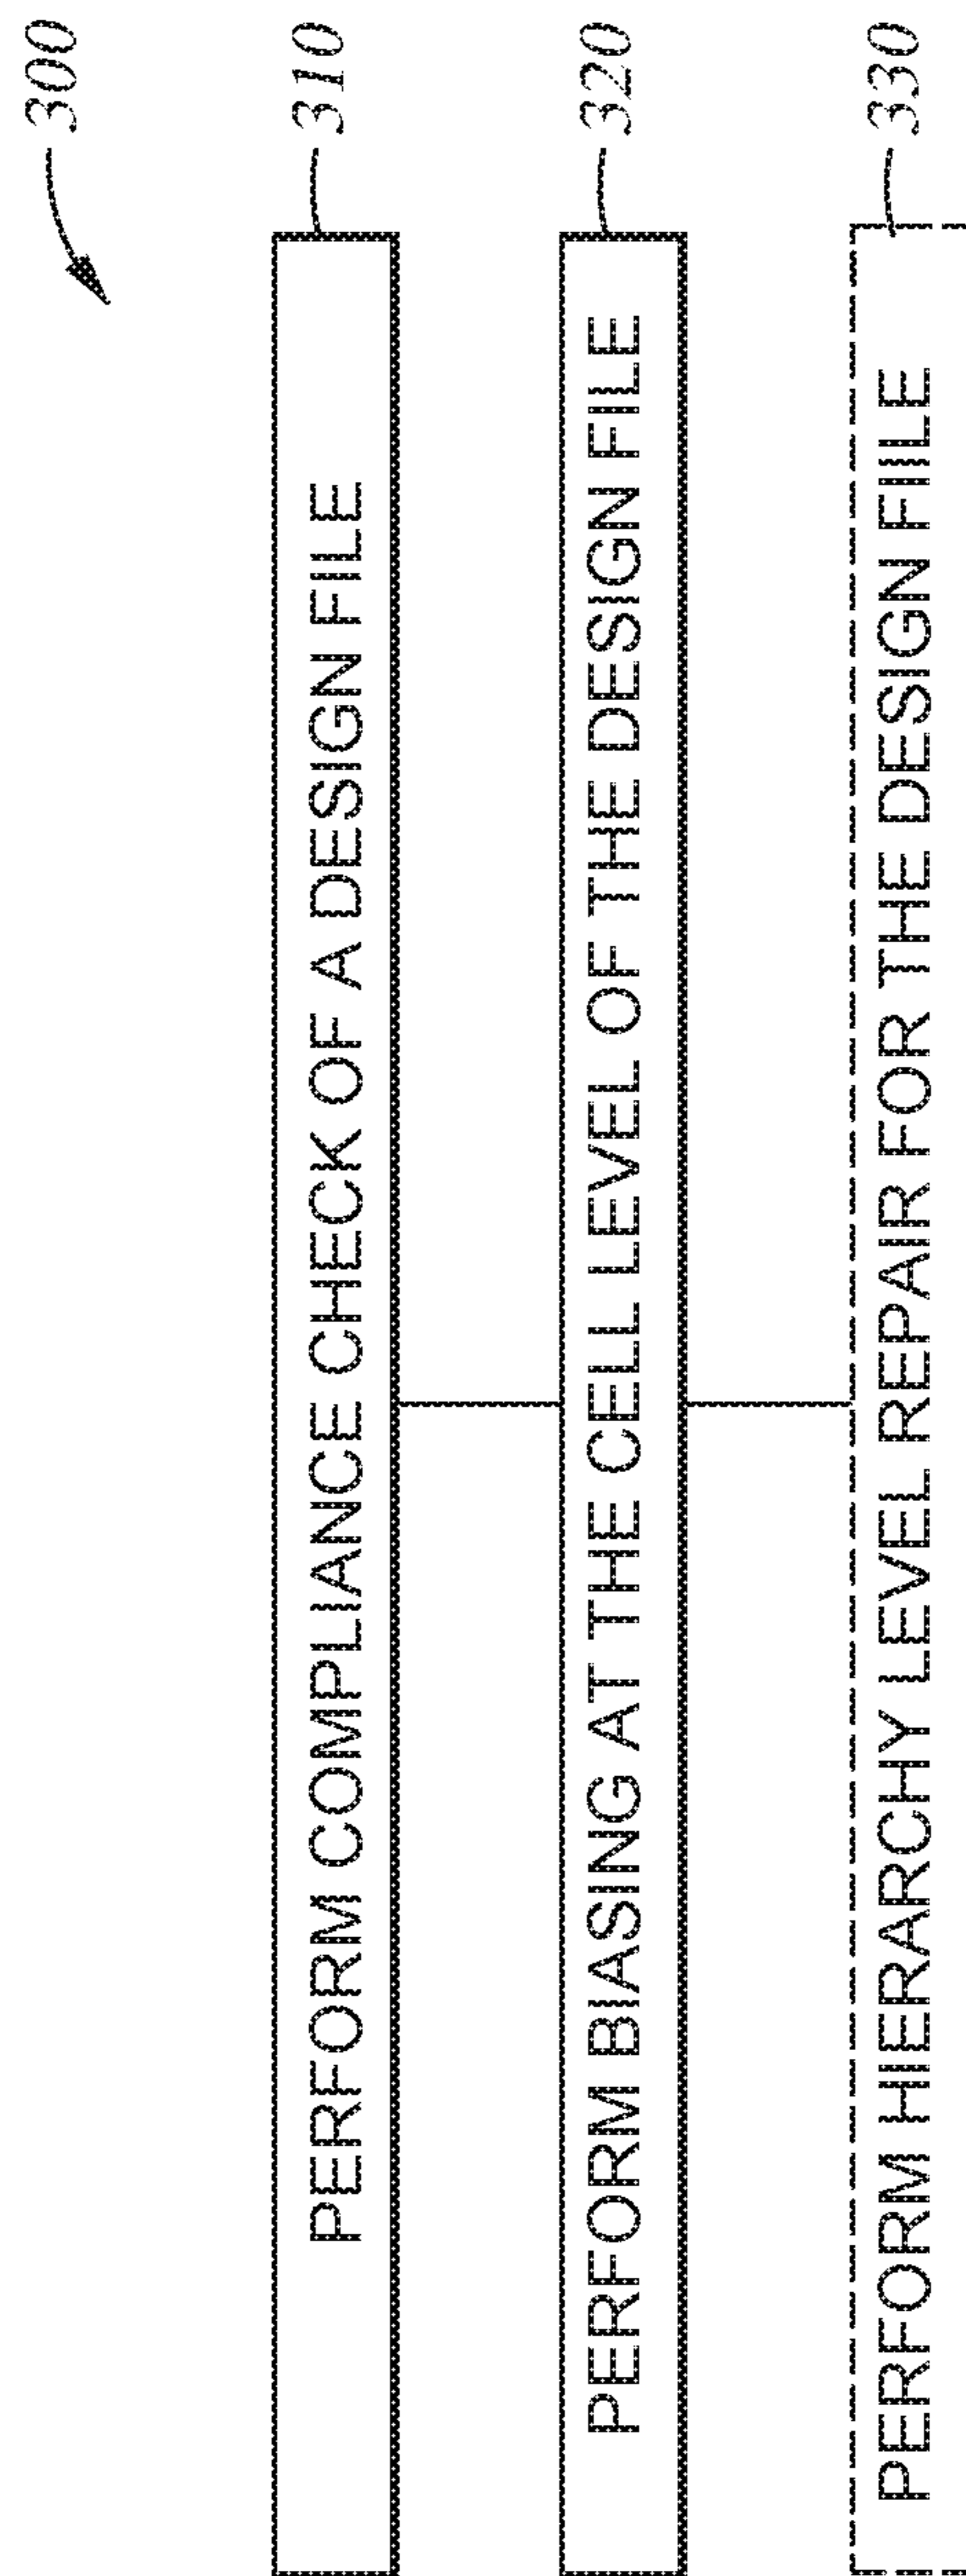 300
310
PERFORM COMPLIANCE CHECK OF A DESIGN FILE
320
PERFORM BIASING AT THE CELL LEVEL OF THE DESIGN FILE
330
PERFORM HIERARCHY LEVEL REPAIR FOR THE DESIGN FIILE